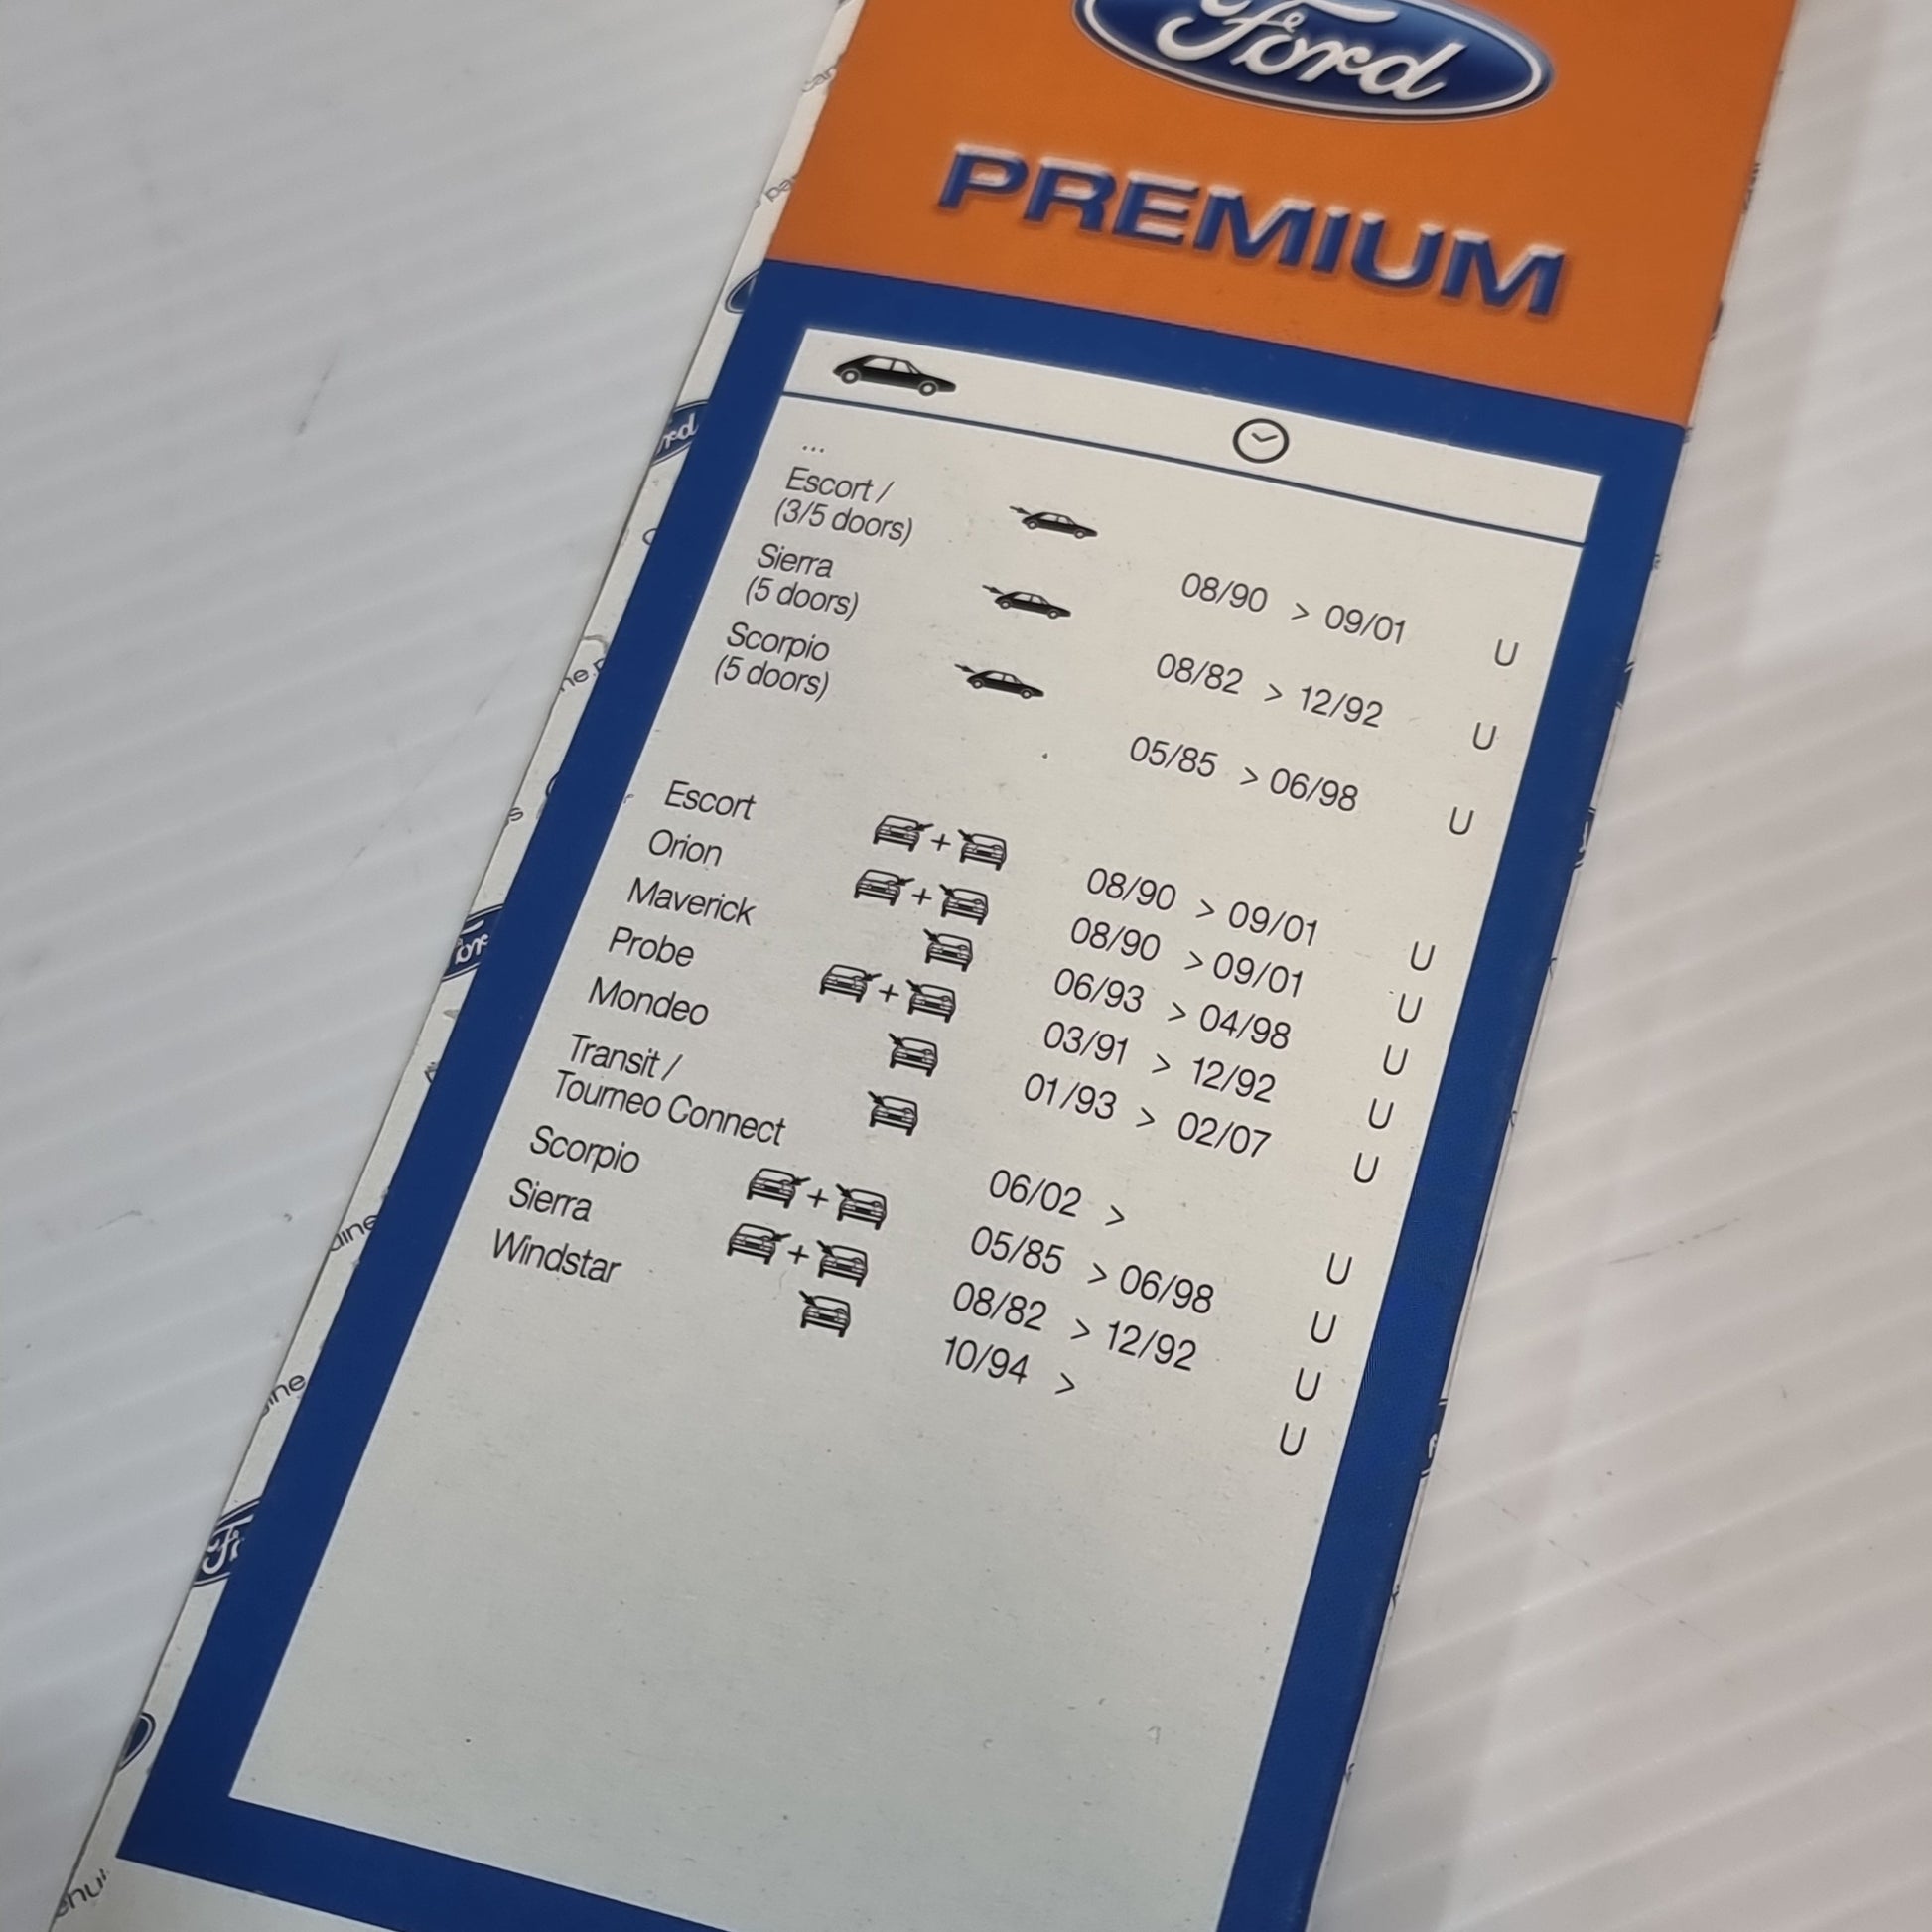 Ford
PREMIUM
...
Escort /
(3/5 doors) 08/90 > 09/01 U
Sierra
(5 doors) 08/82 > 12/92 U
Scorpio
(5 doors) 05/85 > 06/98 U
Escort + 08/90 > 09/01 U
Orion + 08/90 > 09/01 U
Maverick 06/93 > 04/98 U
Probe + 03/91 > 12/92 U
Mondeo 01/93 > 02/07 U
Transit /
Tourneo Connect 06/02 > U
Scorpio + 05/85 > 06/98 U
Sierra + 08/82 > 12/92 U
Windstar 10/94 > U